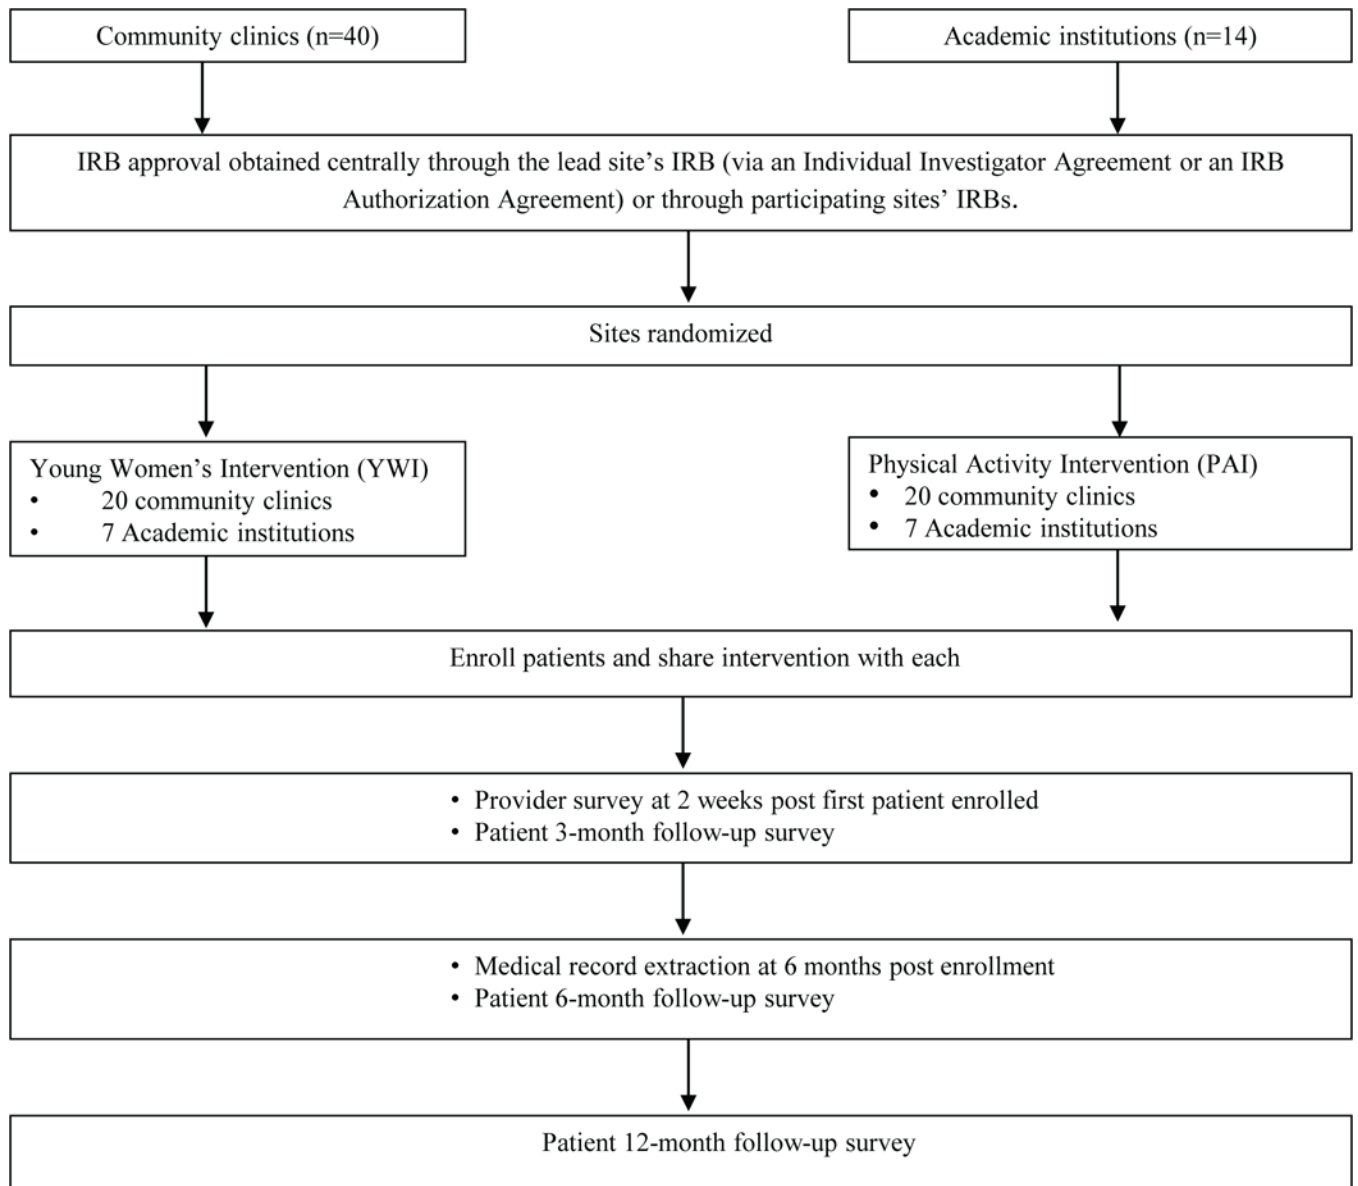 Community clinics (n=40)
Academic institutions (n=14)
IRB approval obtained centrally through the lead site’s IRB (via an Individual Investigator Agreement or an IRB
Authorization Agreement) or through participating sites’ IRBs.
Sites randomized
Young Women’s Intervention (YWI)
• 20 community clinics
• 7 Academic institutions
Physical Activity Intervention (PAI)
• 20 community clinics
• 7 Academic institutions
Enroll patients and share intervention with each
• Provider survey at 2 weeks post first patient enrolled
• Patient 3-month follow-up survey
• Medical record extraction at 6 months post enrollment
• Patient 6-month follow-up survey
Patient 12-month follow-up survey